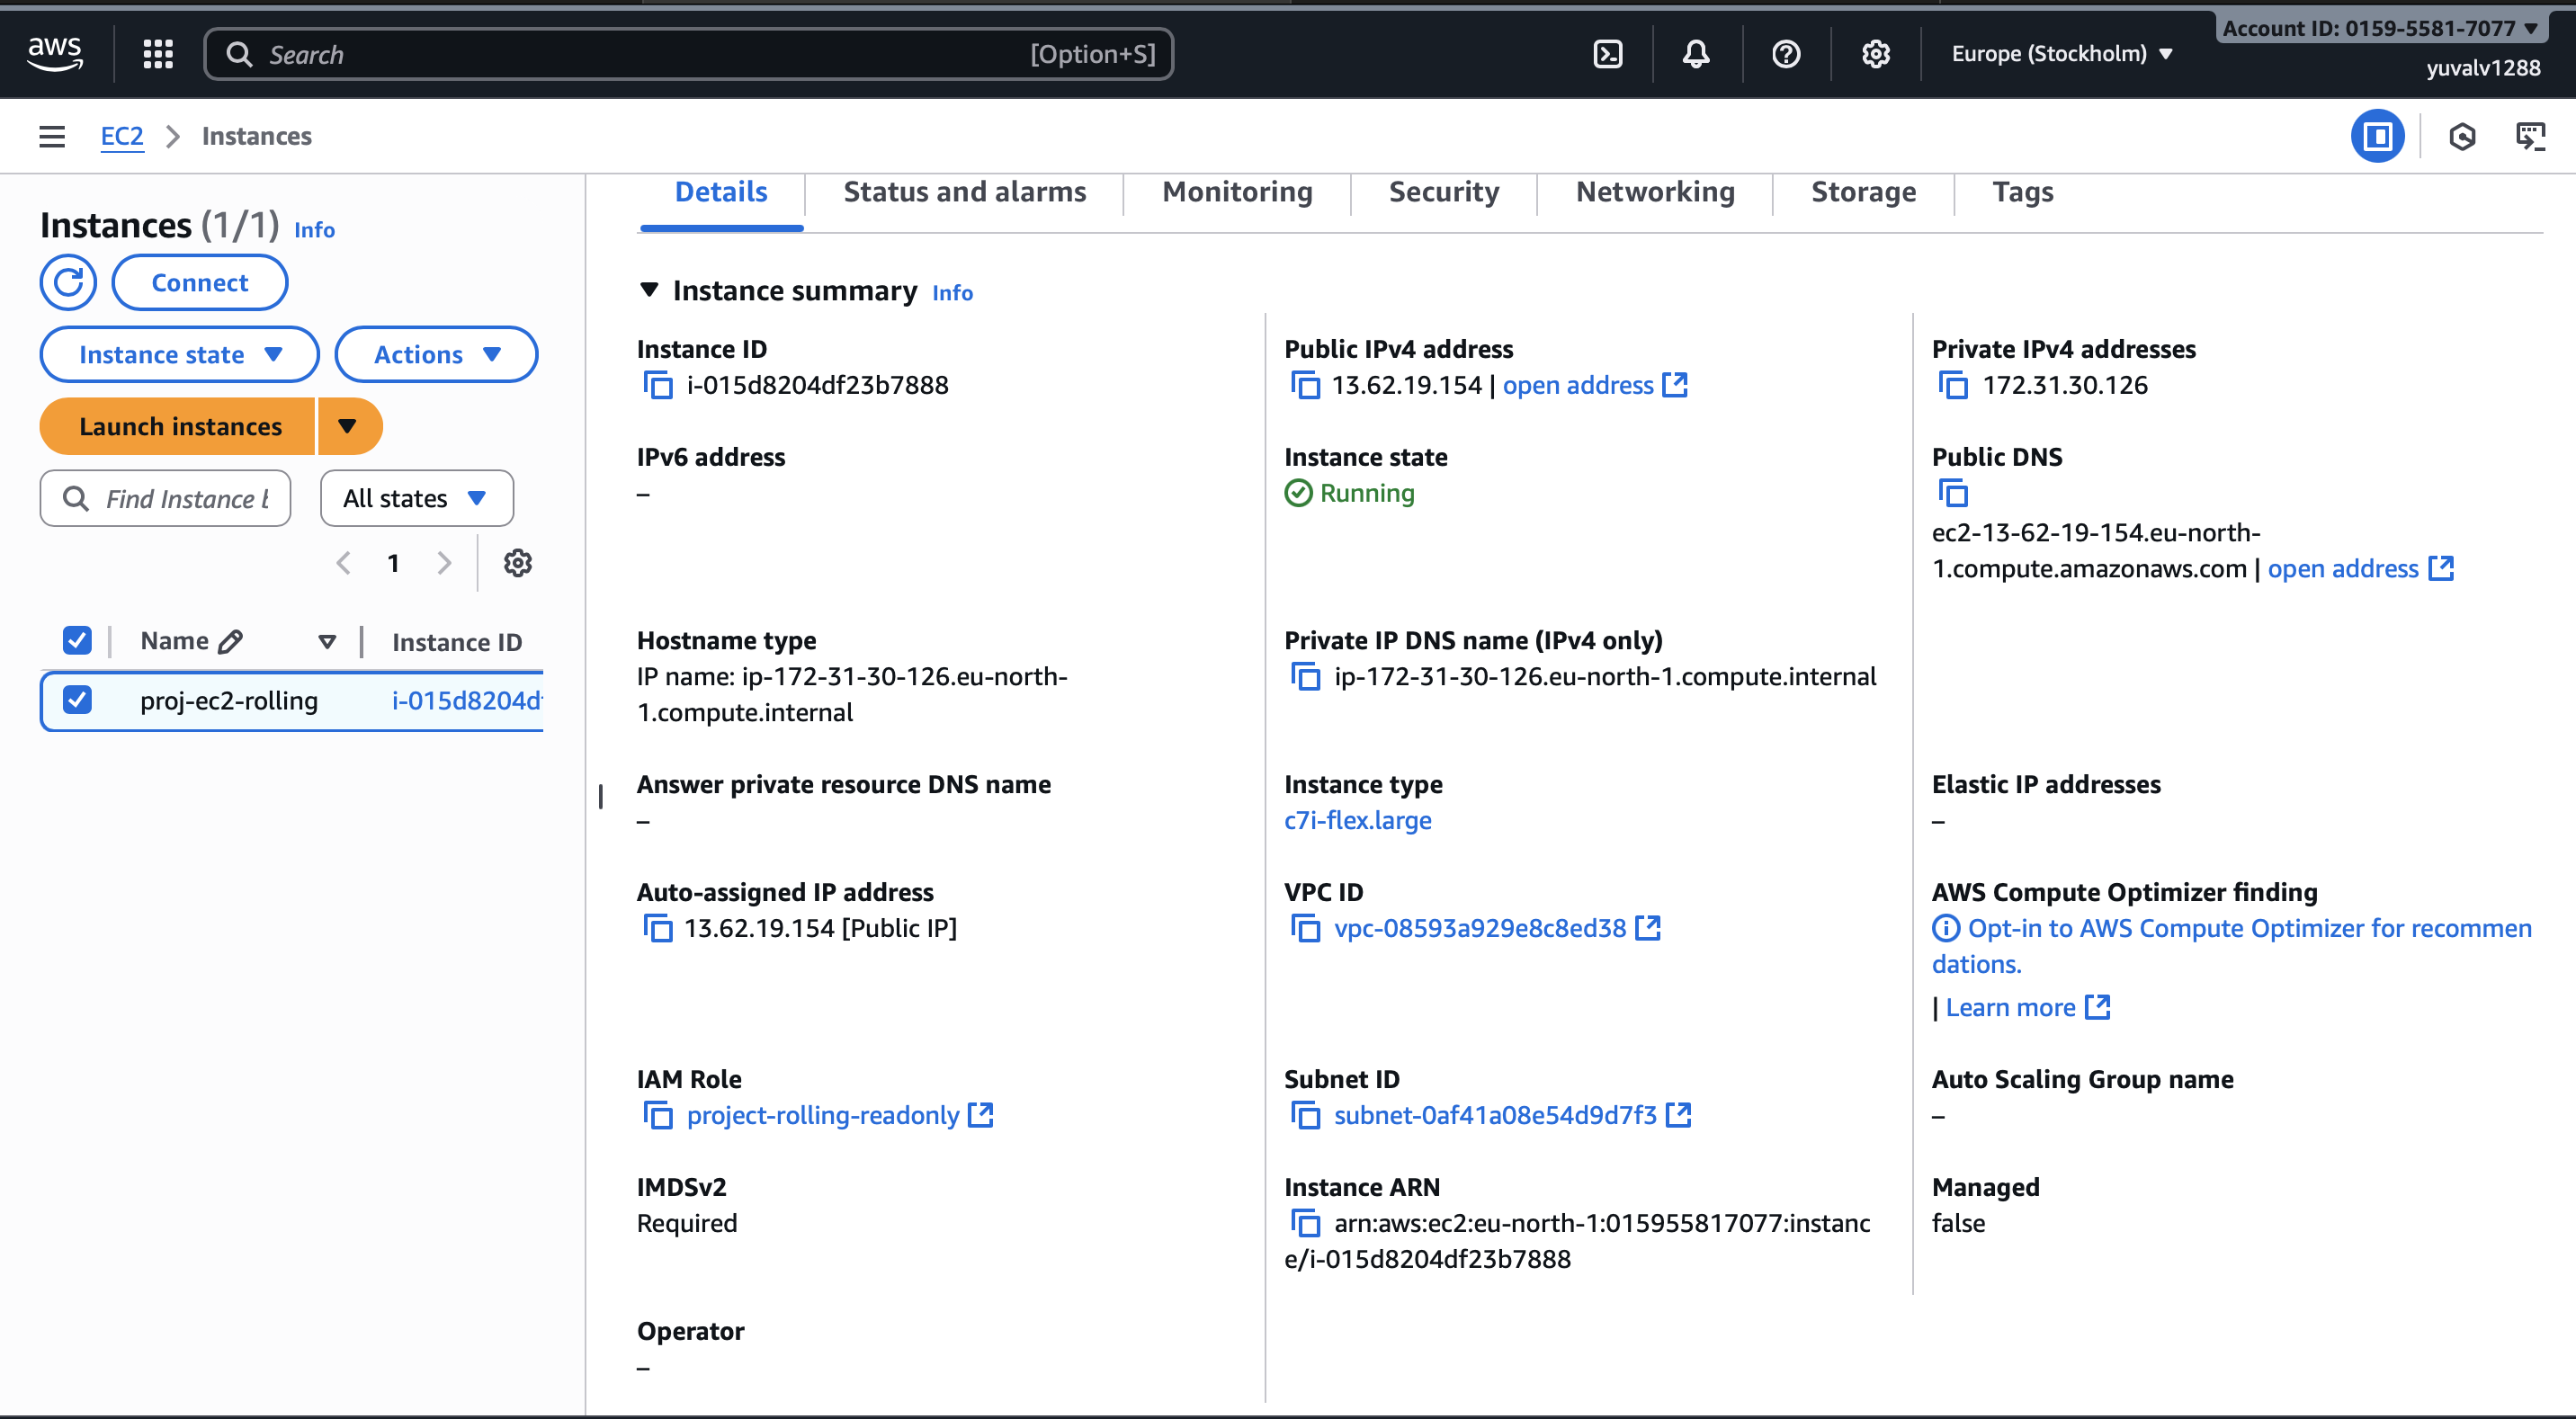 aws
Search
[Option+S]
Europe (Stockholm)
Account ID: 0159-5581-7077
yuvalv1288
EC2
Instances
Instances (1/1) Info
Connect
Instance state
Actions
Launch instances
Find Instance b
All states
1
Name
Instance ID
proj-ec2-rolling
i-015d8204df
Details
Status and alarms
Monitoring
Security
Networking
Storage
Tags
Instance summary Info
Instance ID
i-015d8204df23b7888
Public IPv4 address
13.62.19.154 | open address
Private IPv4 addresses
172.31.30.126
IPv6 address
–
Instance state
Running
Public DNS
ec2-13-62-19-154.eu-north-
1.compute.amazonaws.com | open address
Hostname type
IP name: ip-172-31-30-126.eu-north-
1.compute.internal
Private IP DNS name (IPv4 only)
ip-172-31-30-126.eu-north-1.compute.internal
Answer private resource DNS name
–
Instance type
c7i-flex.large
Elastic IP addresses
–
Auto-assigned IP address
13.62.19.154 [Public IP]
VPC ID
vpc-08593a929e8c8ed38
AWS Compute Optimizer finding
Opt-in to AWS Compute Optimizer for recommen
dations.
| Learn more
IAM Role
project-rolling-readonly
Subnet ID
subnet-0af41a08e54d9d7f3
Auto Scaling Group name
–
IMDSv2
Required
Instance ARN
arn:aws:ec2:eu-north-1:015955817077:instanc
e/i-015d8204df23b7888
Managed
false
Operator
–